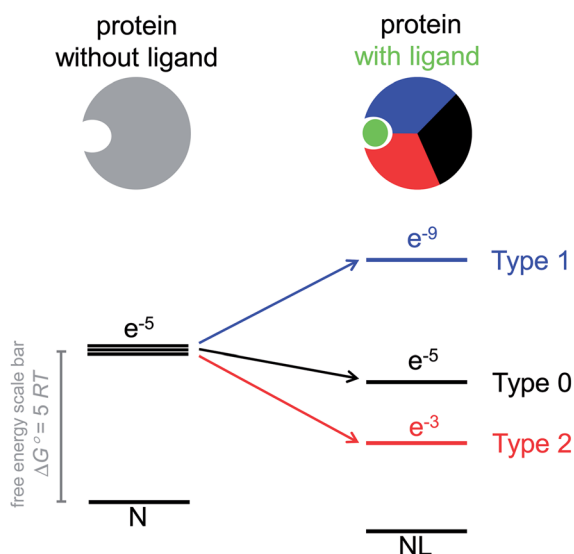 protein
without ligand
protein
with ligand
e-9
Type 1
e-5
e-5
Type 0
e-3
Type 2
free energy scale bar
ΔG° = 5 RT
N
NL